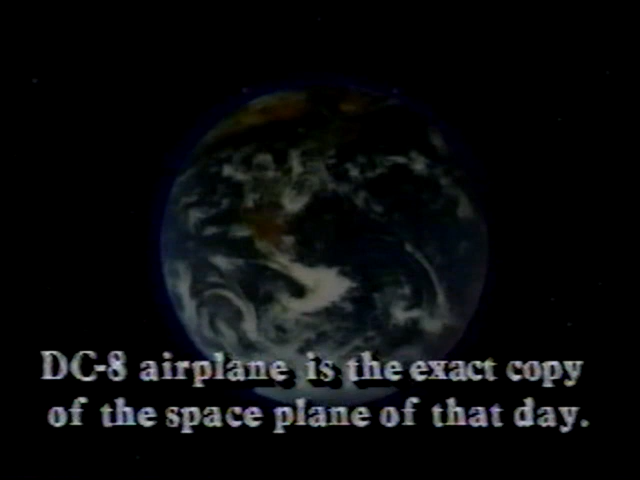 DC-8 airplane is the exact copy
of the space plane of that day.